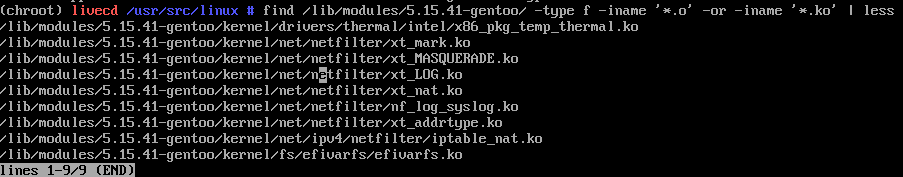 (chroot) livecd /usr/src/linux # find /lib/modules/5.15.41-gentoo/ -type f -iname '*.o' -or -iname '*.ko' | less
/lib/modules/5.15.41-gentoo/kernel/drivers/thermal/intel/x86_pkg_temp_thermal.ko
/lib/modules/5.15.41-gentoo/kernel/net/netfilter/xt_mark.ko
/lib/modules/5.15.41-gentoo/kernel/net/netfilter/xt_MASQUERADE.ko
/lib/modules/5.15.41-gentoo/kernel/net/netfilter/xt_LOG.ko
/lib/modules/5.15.41-gentoo/kernel/net/netfilter/xt_nat.ko
/lib/modules/5.15.41-gentoo/kernel/net/netfilter/nf_log_syslog.ko
/lib/modules/5.15.41-gentoo/kernel/net/netfilter/xt_addrtype.ko
/lib/modules/5.15.41-gentoo/kernel/net/ipv4/netfilter/iptable_nat.ko
/lib/modules/5.15.41-gentoo/kernel/fs/efivarfs/efivarfs.ko
lines 1-9/9 (END)